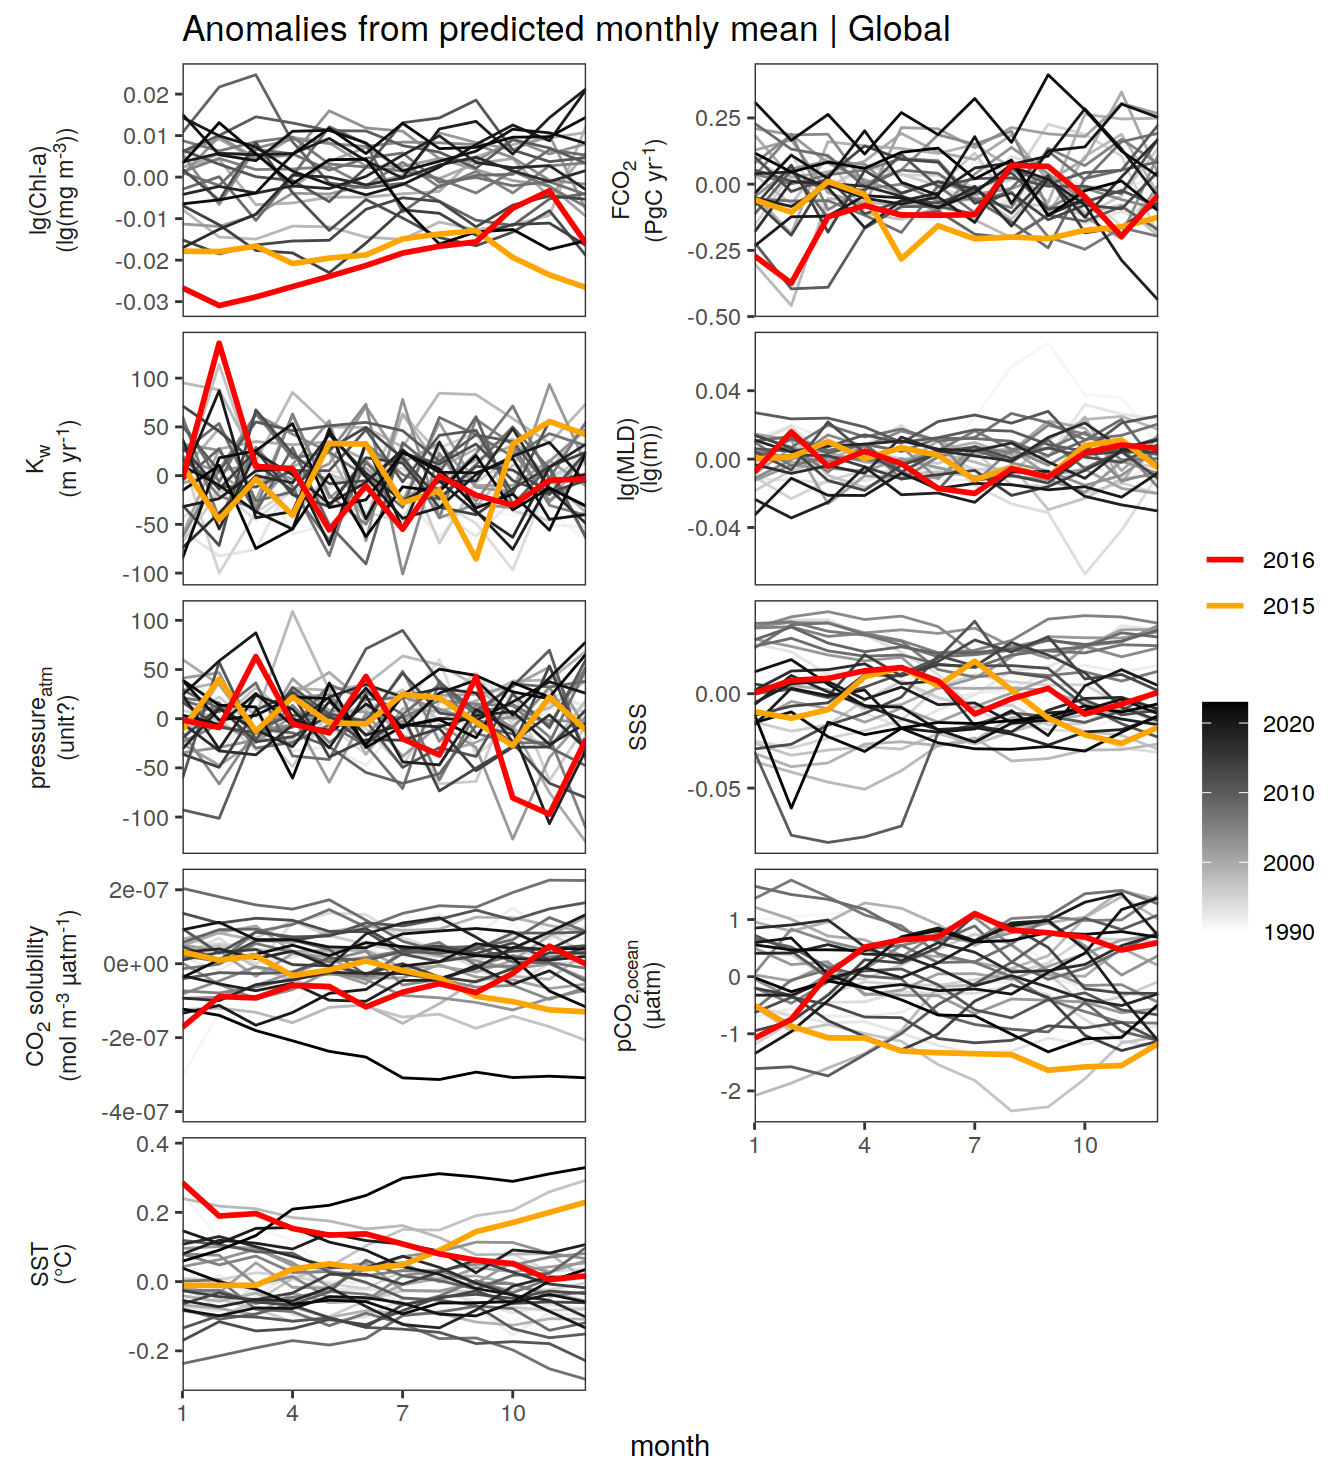 Anomalies from predicted monthly mean | Global
lg(Chl-a)
(lg(mg m⁻³))
0.02
0.01
0.00
-0.01
-0.02
-0.03
FCO₂
(PgC yr⁻¹)
0.25
0.00
-0.25
-0.50
K_w
(m yr⁻¹)
100
50
0
-50
-100
lg(MLD)
(lg(m))
0.04
0.00
-0.04
pressure_atm
(unit?)
100
50
0
-50
-100
SSS
0.00
-0.05
CO₂ solubility
(mol m⁻³ µatm⁻¹)
2e-07
0e+00
-2e-07
-4e-07
pCO₂,ocean
(µatm)
1
0
-1
-2
1 4 7 10
SST
(°C)
0.4
0.2
0.0
-0.2
1 4 7 10
month
2016
2015
2020
2010
2000
1990